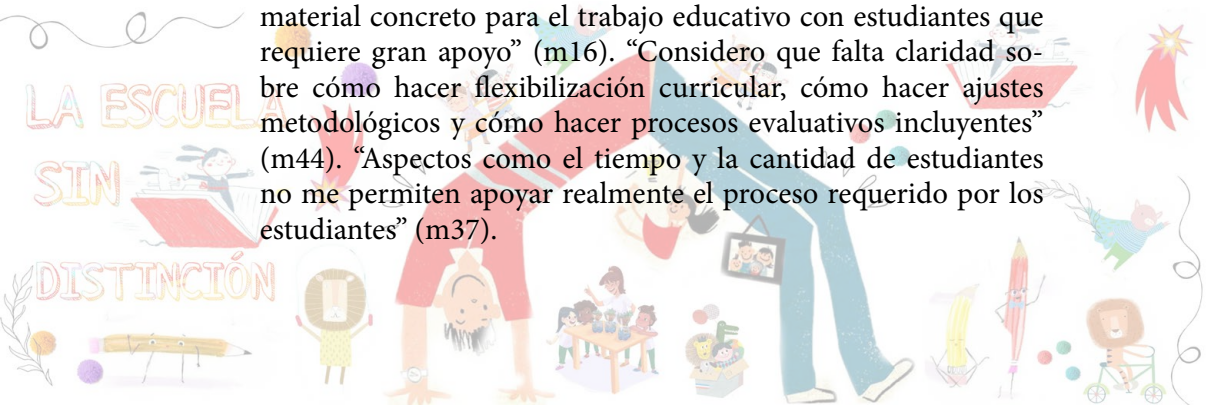 material concreto para el trabajo educativo con estudiantes que
requiere gran apoyo” (m16). “Considero que falta claridad so-
bre cómo hacer flexibilización curricular, cómo hacer ajustes
metodológicos y cómo hacer procesos evaluativos incluyentes”
(m44). “Aspectos como el tiempo y la cantidad de estudiantes
no me permiten apoyar realmente el proceso requerido por los
estudiantes” (m37).
LA ESCUELA
SIN
DISTINCIÓN